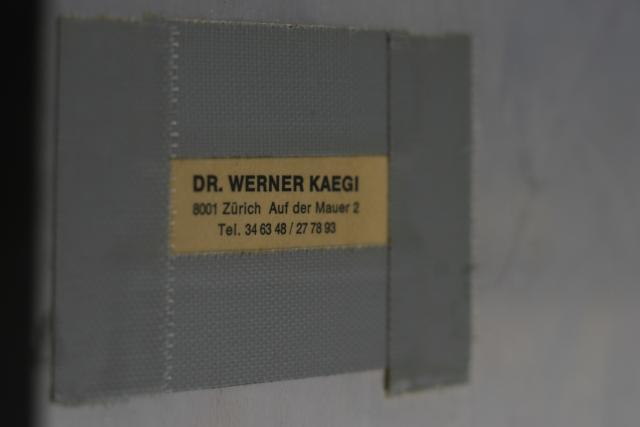 DR. WERNER KAEGI
8001 Zürich Auf der Mauer 2
Tel. 34 63 48 / 27 78 93